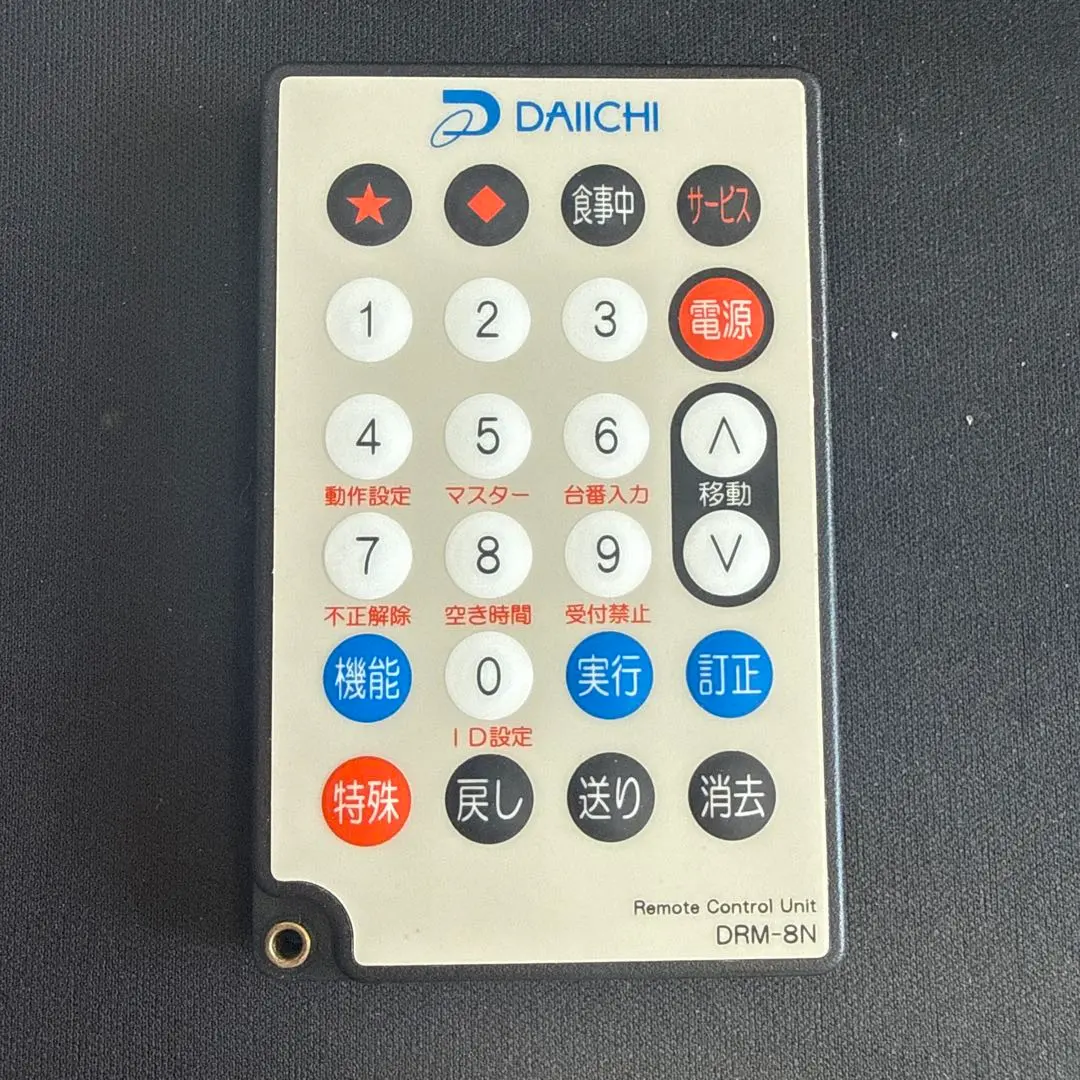 DAIICHI
★ ◆ 食事中 サービス
1 2 3 電源
4 5 6 ∧
動作設定 マスター 台番入力 移動
7 8 9 ∨
不正解除 空き時間 受付禁止
機能 0 実行 訂正
ID設定
特殊 戻し 送り 消去
Remote Control Unit
DRM-8N